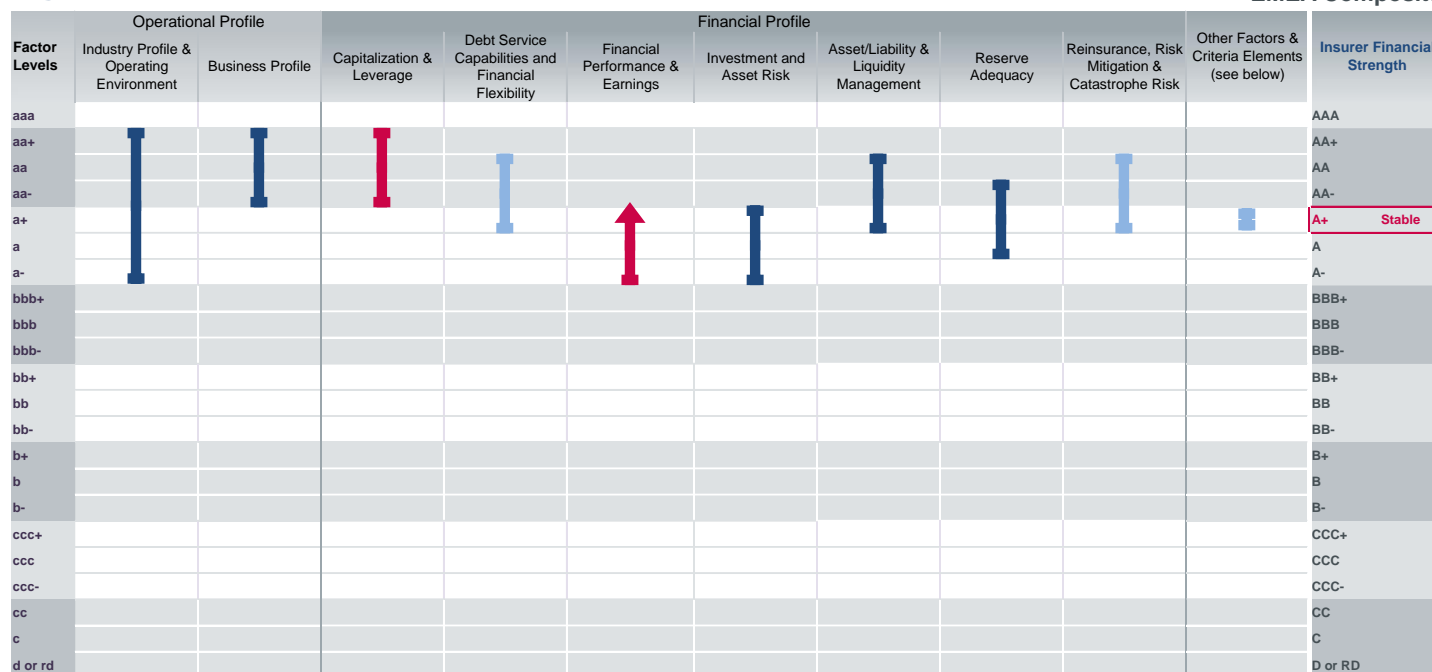 Operational Profile
Financial Profile
Factor
Levels
Industry Profile &
Operating
Environment
Business Profile
Capitalization &
Leverage
Debt Service
Capabilities and
Financial
Flexibility
Financial
Performance &
Earnings
Investment and
Asset Risk
Asset/Liability &
Liquidity
Management
Reserve
Adequacy
Reinsurance, Risk
Mitigation &
Catastrophe Risk
Other Factors &
Criteria Elements
(see below)
Insurer Financial
Strength
aaa AAA
aa+ AA+
aa AA
aa- AA-
a+ A+ Stable
a A
a- A-
bbb+ BBB+
bbb BBB
bbb- BBB-
bb+ BB+
bb BB
bb- BB-
b+ B+
b B
b- B-
ccc+ CCC+
ccc CCC
ccc- CCC-
cc CC
c C
d or rd D or RD